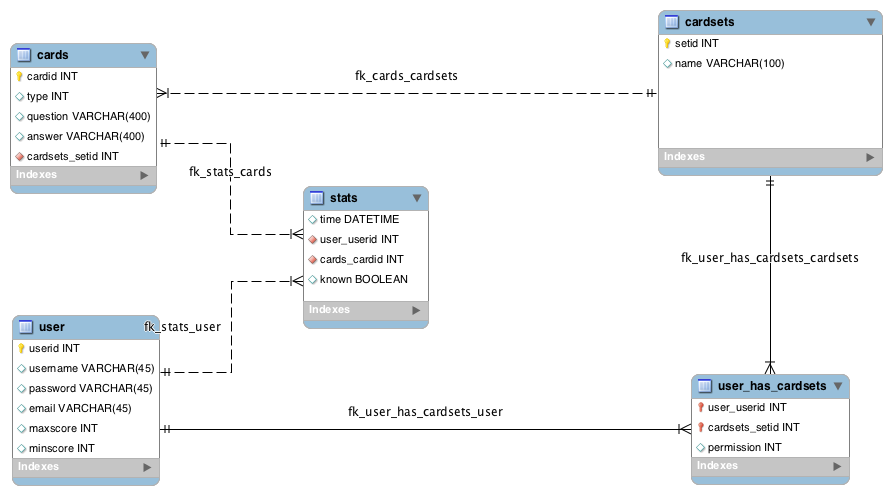 cardsets
setid INT
name VARCHAR(100)
Indexes
cards
cardid INT
type INT
question VARCHAR(400)
answer VARCHAR(400)
cardsets_setid INT
Indexes
fk_cards_cardsets
fk_stats_cards
stats
time DATETIME
user_userid INT
cards_cardid INT
known BOOLEAN
Indexes
fk_user_has_cardsets_cardsets
user
userid INT
username VARCHAR(45)
password VARCHAR(45)
email VARCHAR(45)
maxscore INT
minscore INT
Indexes
fk_stats_user
fk_user_has_cardsets_user
user_has_cardsets
user_userid INT
cardsets_setid INT
permission INT
Indexes